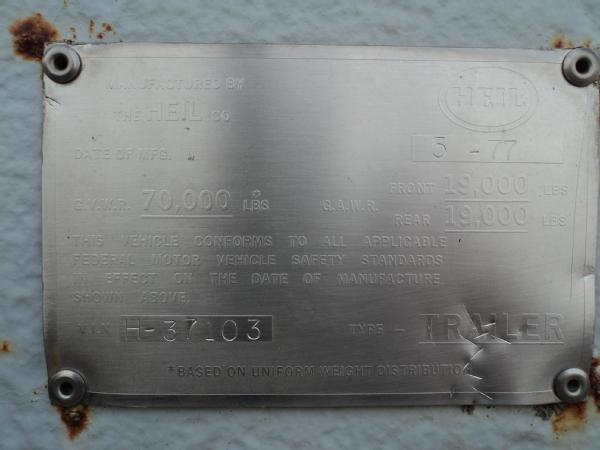 MANUFACTURED BY
THE HEIL CO
HEIL
DATE OF MFG. 5 -77
G.V.W.R. 70,000 LBS * G.A.W.R. FRONT 19,000 LBS
REAR 19,000 LBS
THIS VEHICLE CONFORMS TO ALL APPLICABLE
FEDERAL MOTOR VEHICLE SAFETY STANDARDS
EFFECT ON THE DATE OF MANUFACTURE
SHOWN ABOVE.
V.I.N H-37103 TYPE - TRAILER
*BASED ON UNIFORM WEIGHT DISTRIBUTION